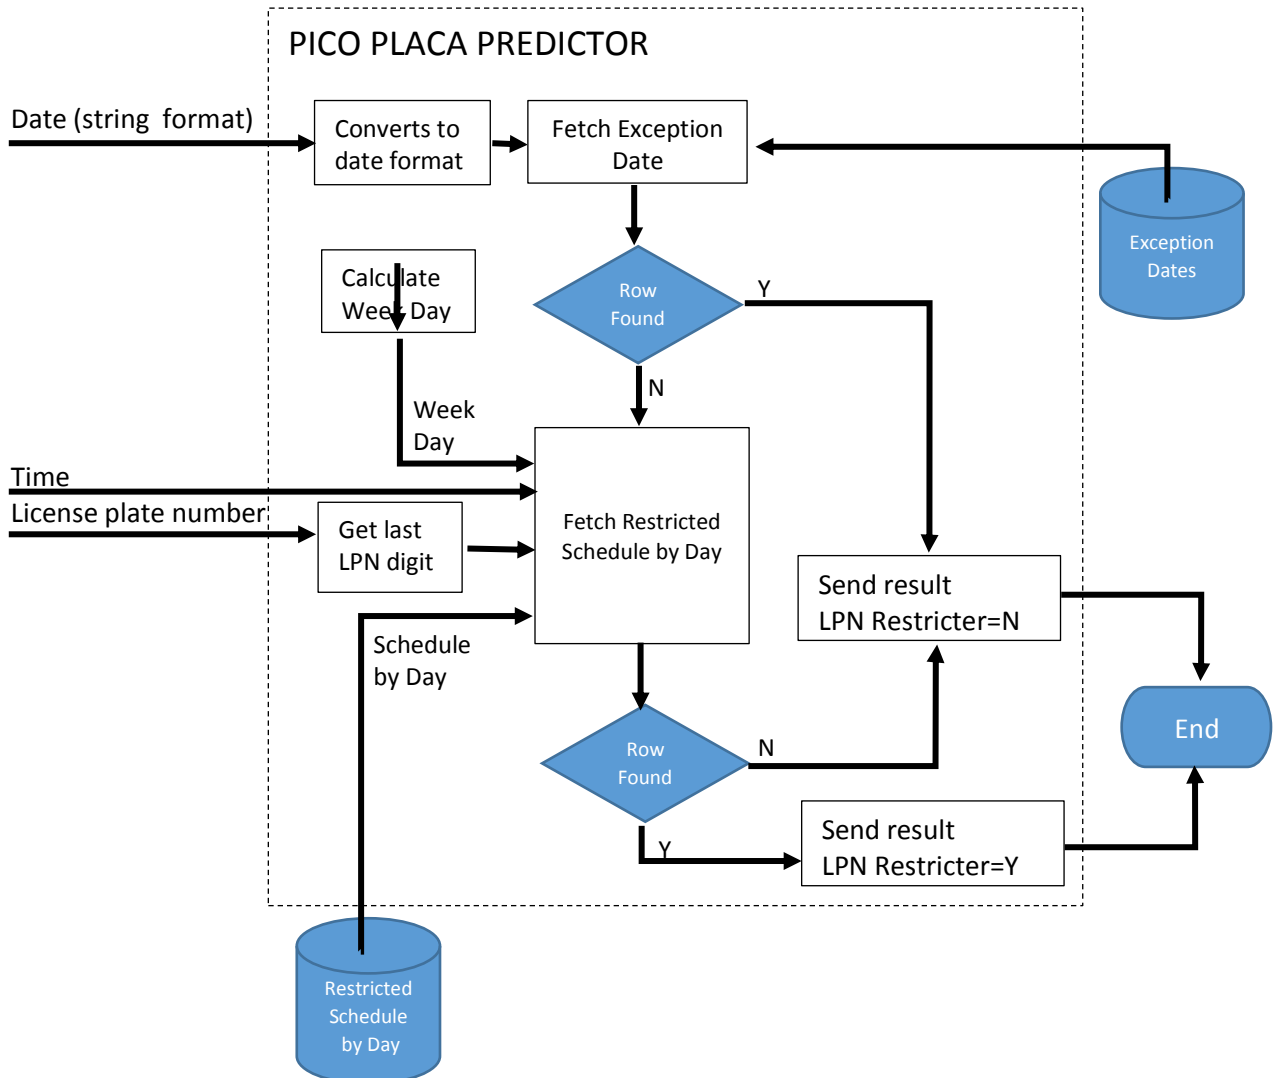 PICO PLACA PREDICTOR
Date (string format)
Converts to
date format
Fetch Exception
Date
Exception
Dates
Calculate
Week Day
Row
Found
Y
N
Week
Day
Time
License plate number
Get last
LPN digit
Fetch Restricted
Schedule by Day
Send result
LPN Restricter=N
Schedule
by Day
End
Row
Found
N
Y
Send result
LPN Restricter=Y
Restricted
Schedule
by Day